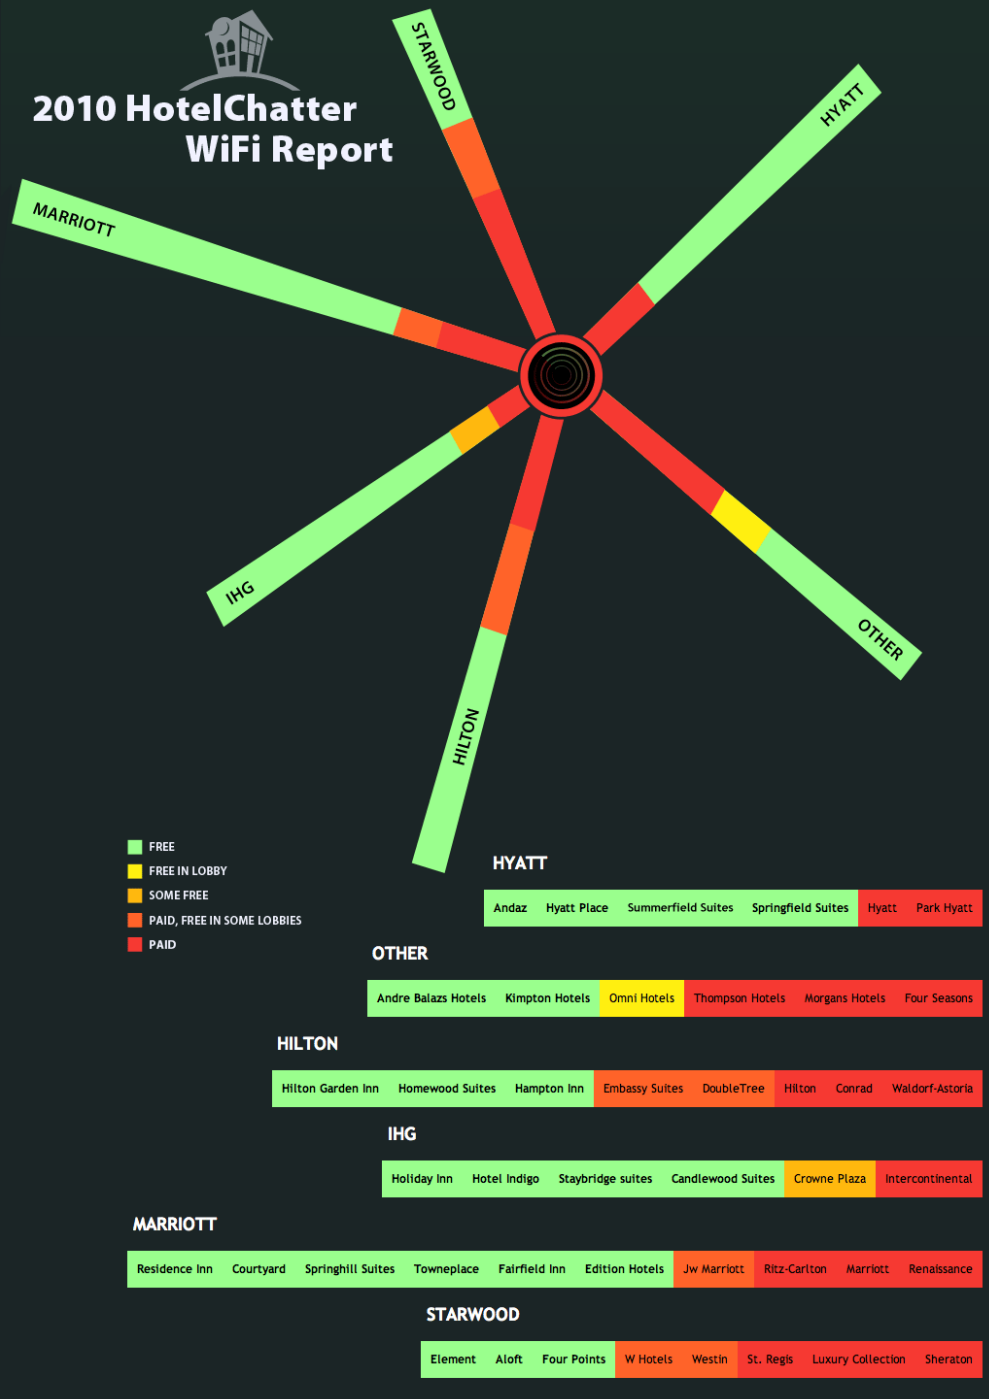 2010 HotelChatter
WiFi Report
STARWOOD
HYATT
MARRIOTT
IHG
HILTON
OTHER
FREE
FREE IN LOBBY
SOME FREE
PAID, FREE IN SOME LOBBIES
PAID
HYATT
Andaz Hyatt Place Summerfield Suites Springfield Suites Hyatt Park Hyatt
OTHER
Andre Balazs Hotels Kimpton Hotels Omni Hotels Thompson Hotels Morgans Hotels Four Seasons
HILTON
Hilton Garden Inn Homewood Suites Hampton Inn Embassy Suites DoubleTree Hilton Conrad Waldorf-Astoria
IHG
Holiday Inn Hotel Indigo Staybridge suites Candlewood Suites Crowne Plaza Intercontinental
MARRIOTT
Residence Inn Courtyard Springhill Suites Towneplace Fairfield Inn Edition Hotels Jw Marriott Ritz-Carlton Marriott Renaissance
STARWOOD
Element Aloft Four Points W Hotels Westin St. Regis Luxury Collection Sheraton